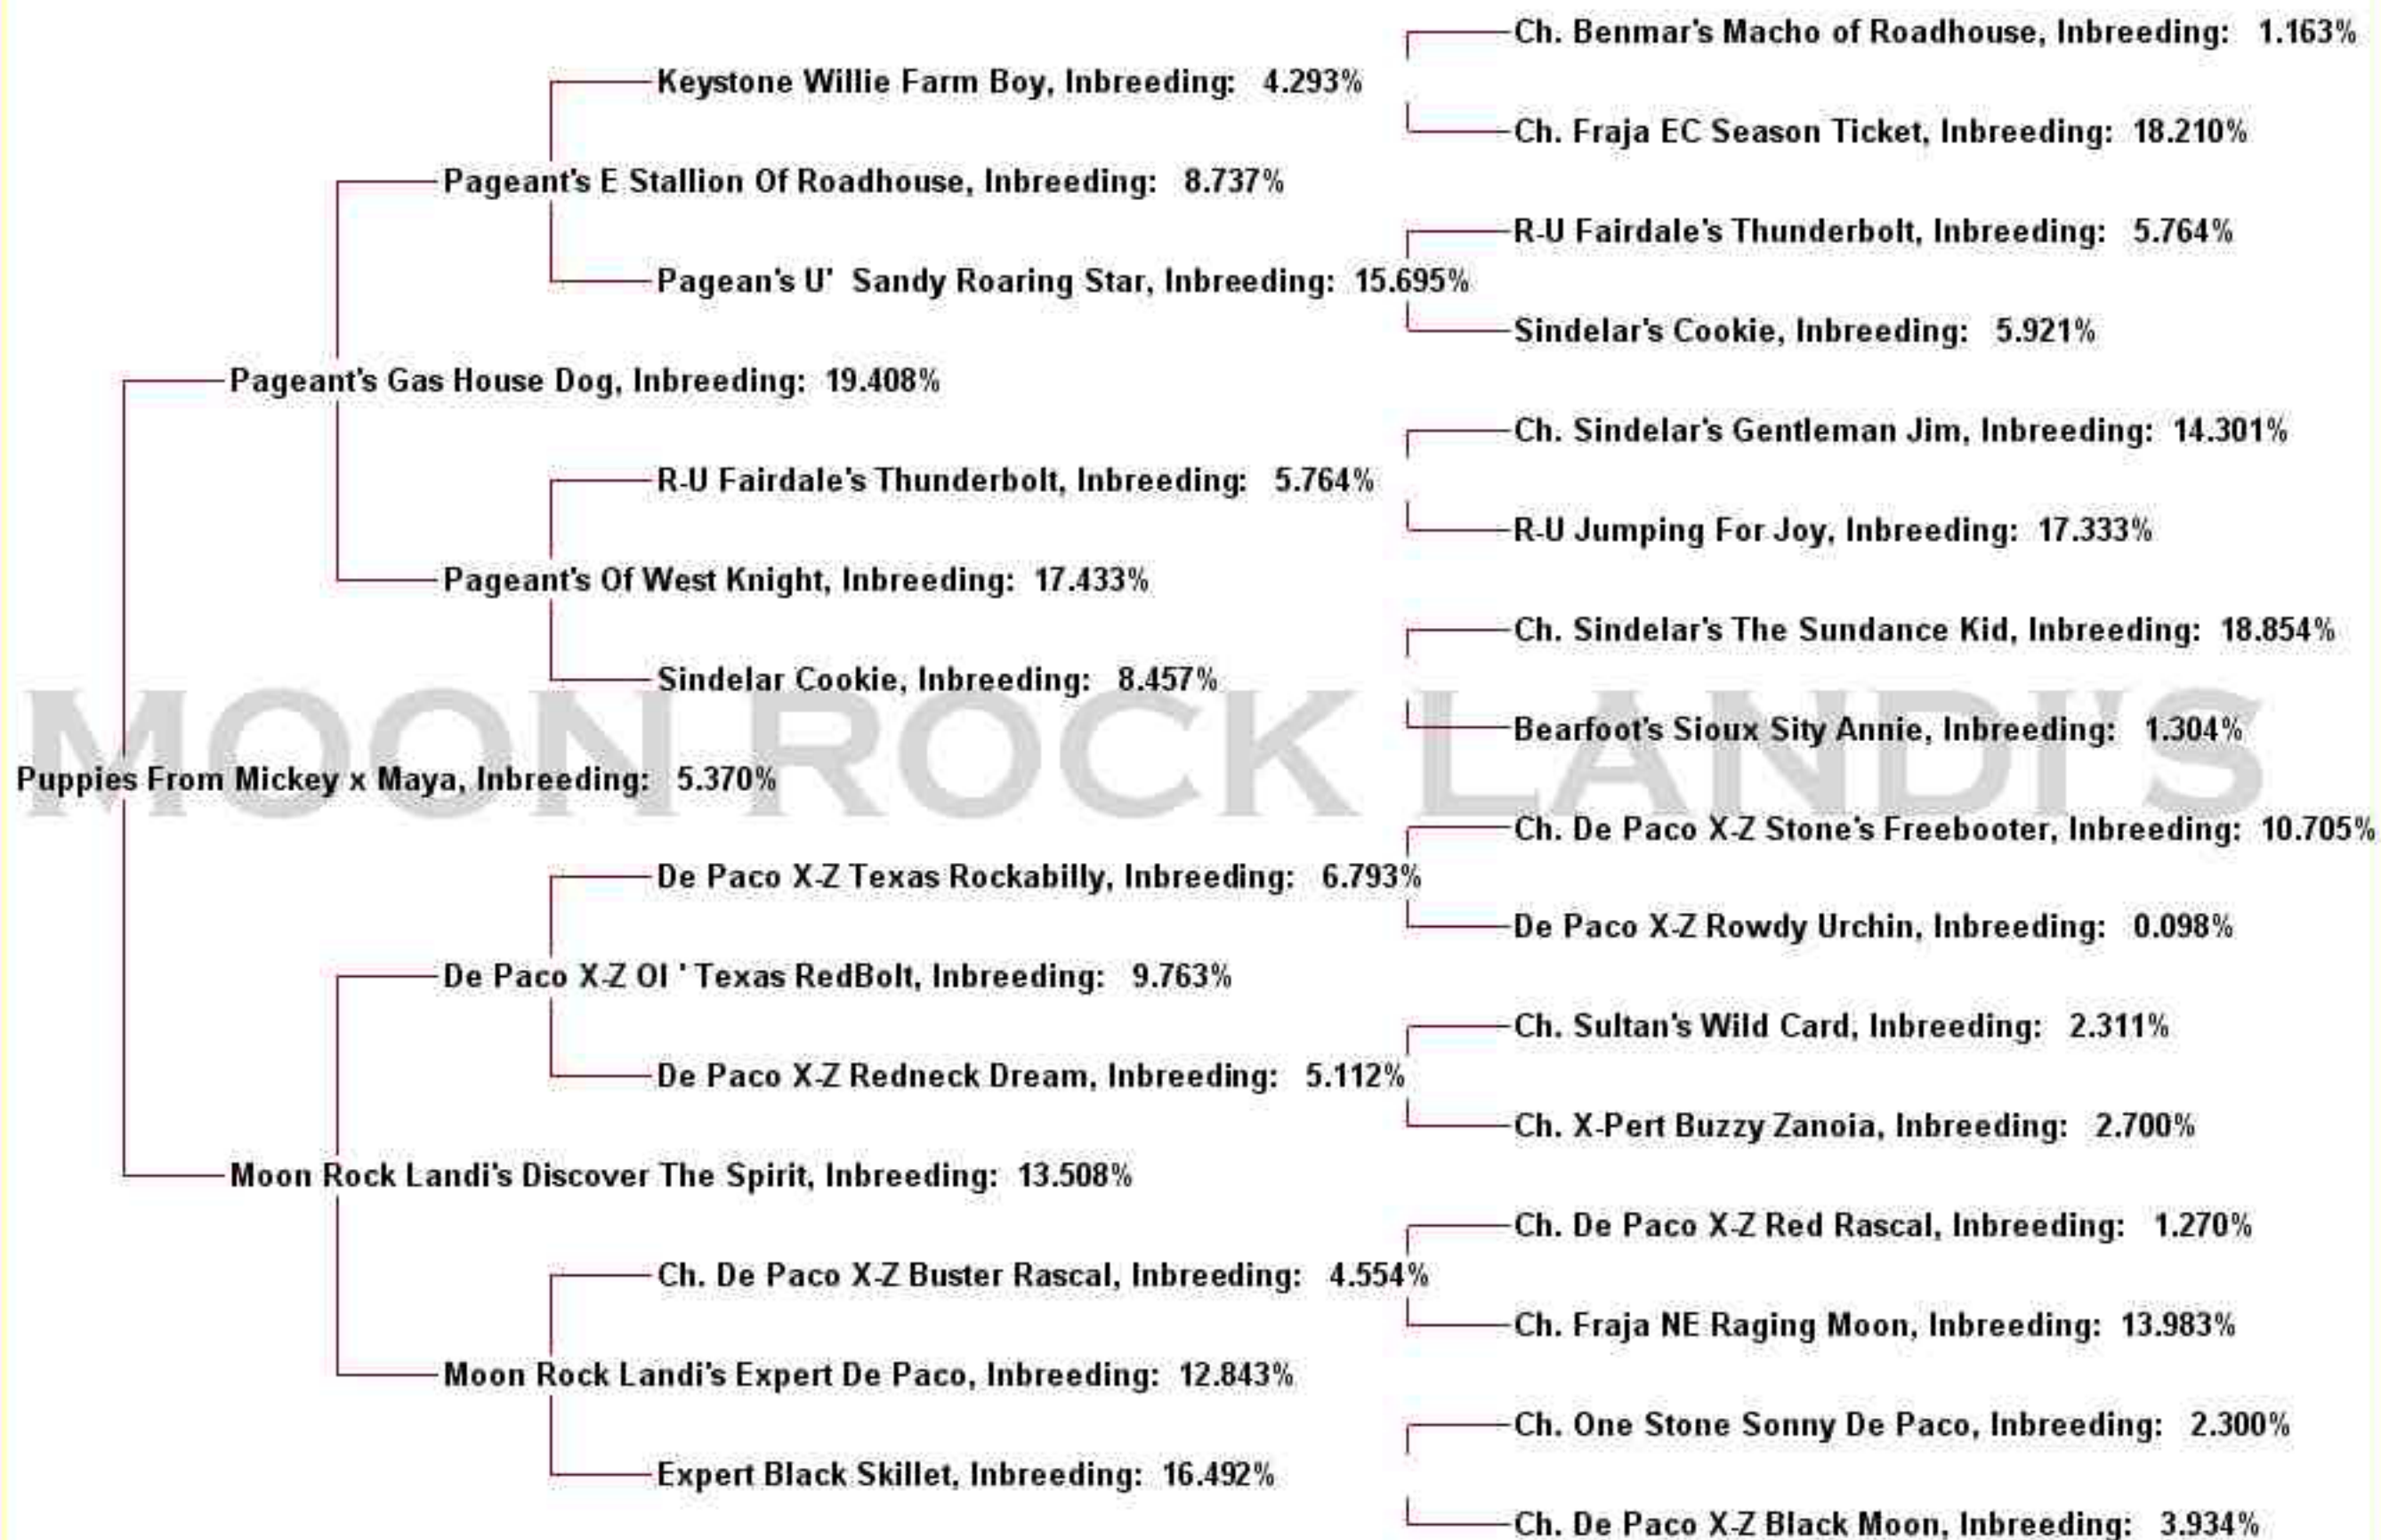 Ch. Benmar's Macho of Roadhouse, Inbreeding: 1.163%
Keystone Willie Farm Boy, Inbreeding: 4.293%
Ch. Fraja EC Season Ticket, Inbreeding: 18.210%
Pageant's E Stallion Of Roadhouse, Inbreeding: 8.737%
R-U Fairdale's Thunderbolt, Inbreeding: 5.764%
Pagean's U' Sandy Roaring Star, Inbreeding: 15.695%
Sindelar's Cookie, Inbreeding: 5.921%
Pageant's Gas House Dog, Inbreeding: 19.408%
Ch. Sindelar's Gentleman Jim, Inbreeding: 14.301%
R-U Fairdale's Thunderbolt, Inbreeding: 5.764%
R-U Jumping For Joy, Inbreeding: 17.333%
Pageant's Of West Knight, Inbreeding: 17.433%
Ch. Sindelar's The Sundance Kid, Inbreeding: 18.854%
Sindelar Cookie, Inbreeding: 8.457%
Bearfoot's Sioux Sity Annie, Inbreeding: 1.304%
MOON ROCK LANDI'S
Puppies From Mickey x Maya, Inbreeding: 5.370%
Ch. De Paco X-Z Stone's Freebooter, Inbreeding: 10.705%
De Paco X-Z Texas Rockabilly, Inbreeding: 6.793%
De Paco X-Z Rowdy Urchin, Inbreeding: 0.098%
De Paco X-Z Ol ' Texas RedBolt, Inbreeding: 9.763%
Ch. Sultan's Wild Card, Inbreeding: 2.311%
De Paco X-Z Redneck Dream, Inbreeding: 5.112%
Ch. X-Pert Buzzy Zanoia, Inbreeding: 2.700%
Moon Rock Landi's Discover The Spirit, Inbreeding: 13.508%
Ch. De Paco X-Z Red Rascal, Inbreeding: 1.270%
Ch. De Paco X-Z Buster Rascal, Inbreeding: 4.554%
Ch. Fraja NE Raging Moon, Inbreeding: 13.983%
Moon Rock Landi's Expert De Paco, Inbreeding: 12.843%
Ch. One Stone Sonny De Paco, Inbreeding: 2.300%
Expert Black Skillet, Inbreeding: 16.492%
Ch. De Paco X-Z Black Moon, Inbreeding: 3.934%